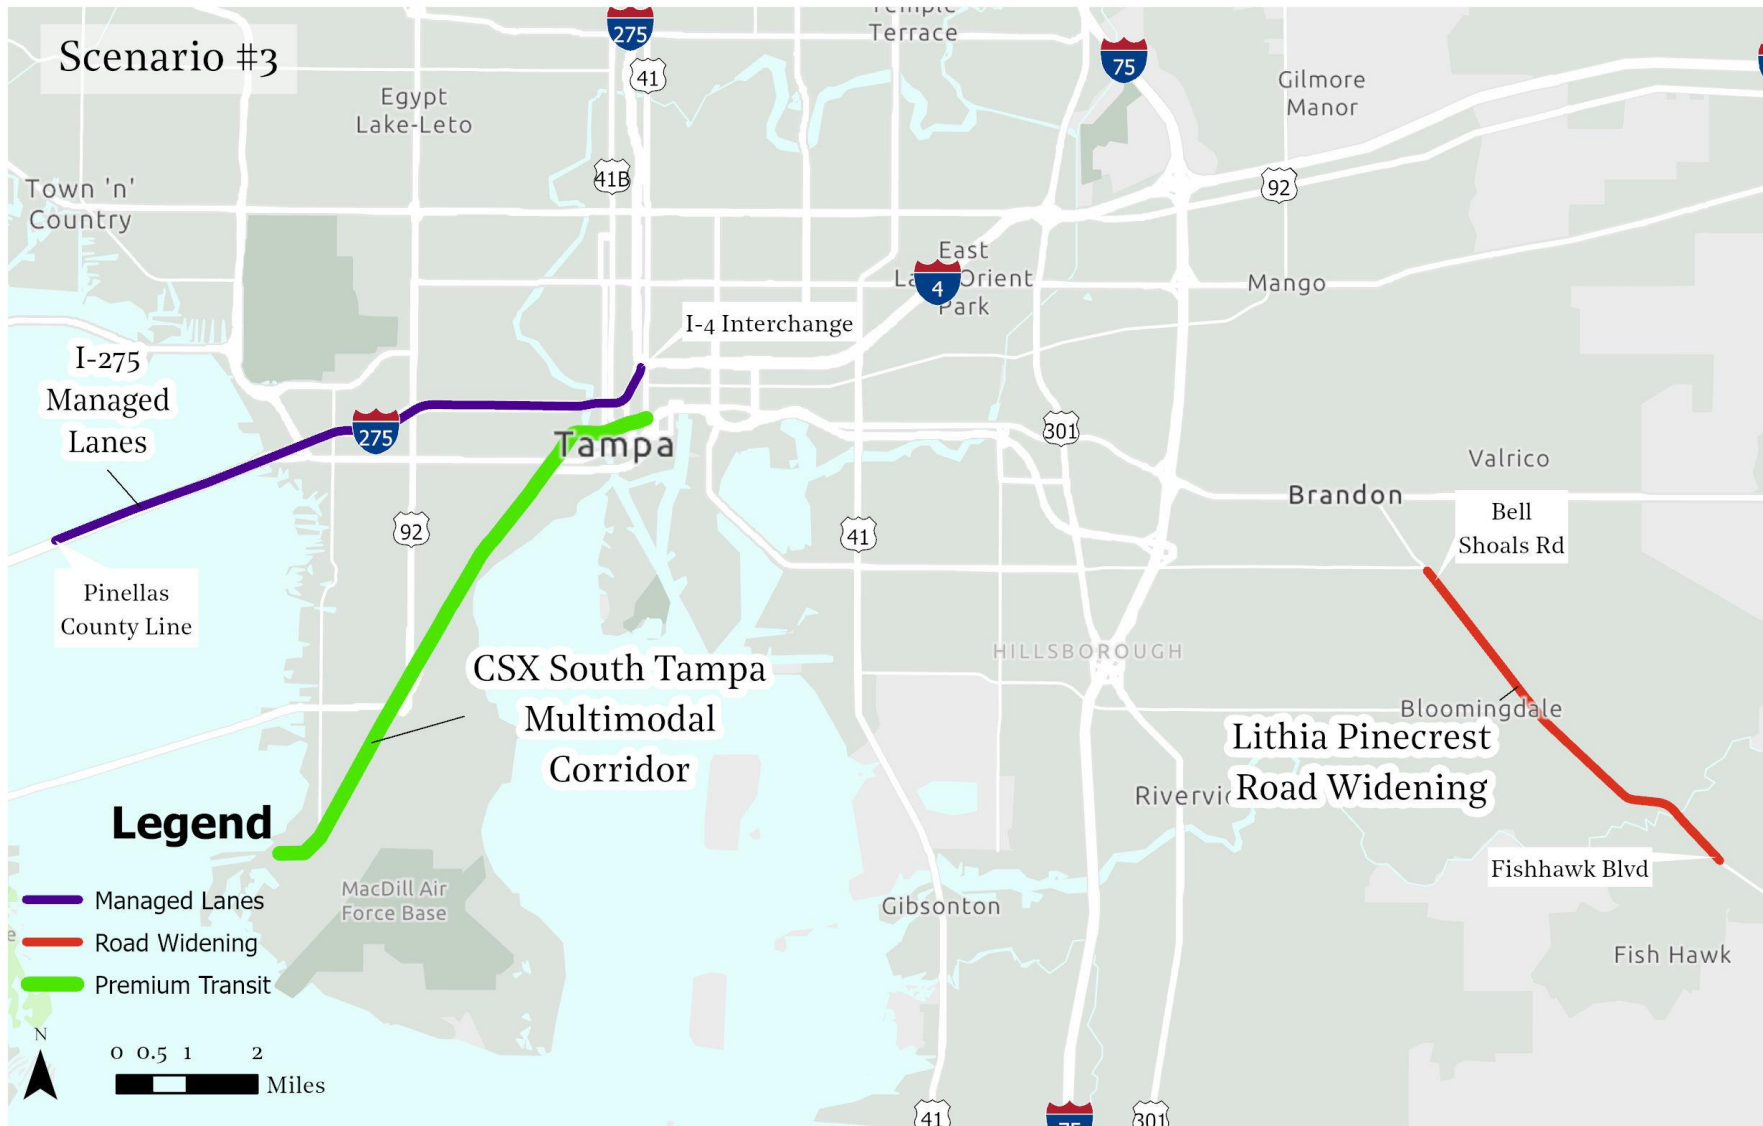 Scenario #3
Temple
Terrace
275
41
75
Egypt
Lake-Leto
Gilmore
Manor
41B
92
Town 'n'
Country
East
Orient
Park
4
Mango
I-4 Interchange
I-275
Managed
Lanes
275
Tampa
301
Valrico
Brandon
Bell
Shoals Rd
92
41
Pinellas
County Line
HILLSBOROUGH
CSX South Tampa
Multimodal
Corridor
Bloomingdale
Lithia Pinecrest
Road Widening
Legend
Fishhawk Blvd
MacDill Air
Force Base
Managed Lanes
Gibsonton
Road Widening
Fish Hawk
Premium Transit
N
0 0.5 1 2
Miles
41
75
301